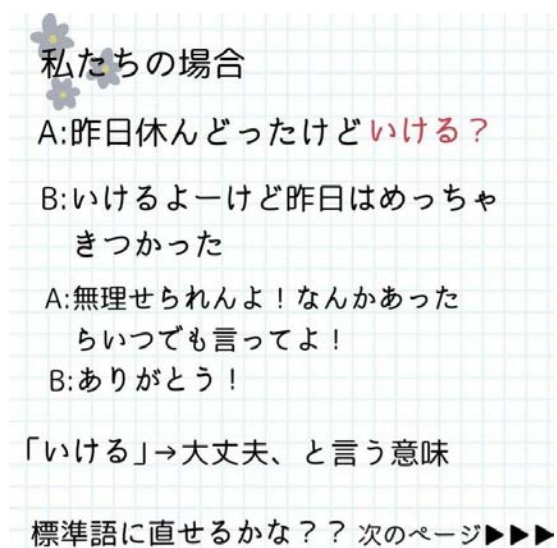 私たちの場合
A:昨日休んどったけどいける？
B:いけるよーけど昨日はめっちゃ
きつかった
A:無理せられんよ！なんかあった
らいつでも言ってよ！
B:ありがとう！
「いける」→大丈夫、と言う意味
標準語に直せるかな？？次のページ▶▶▶